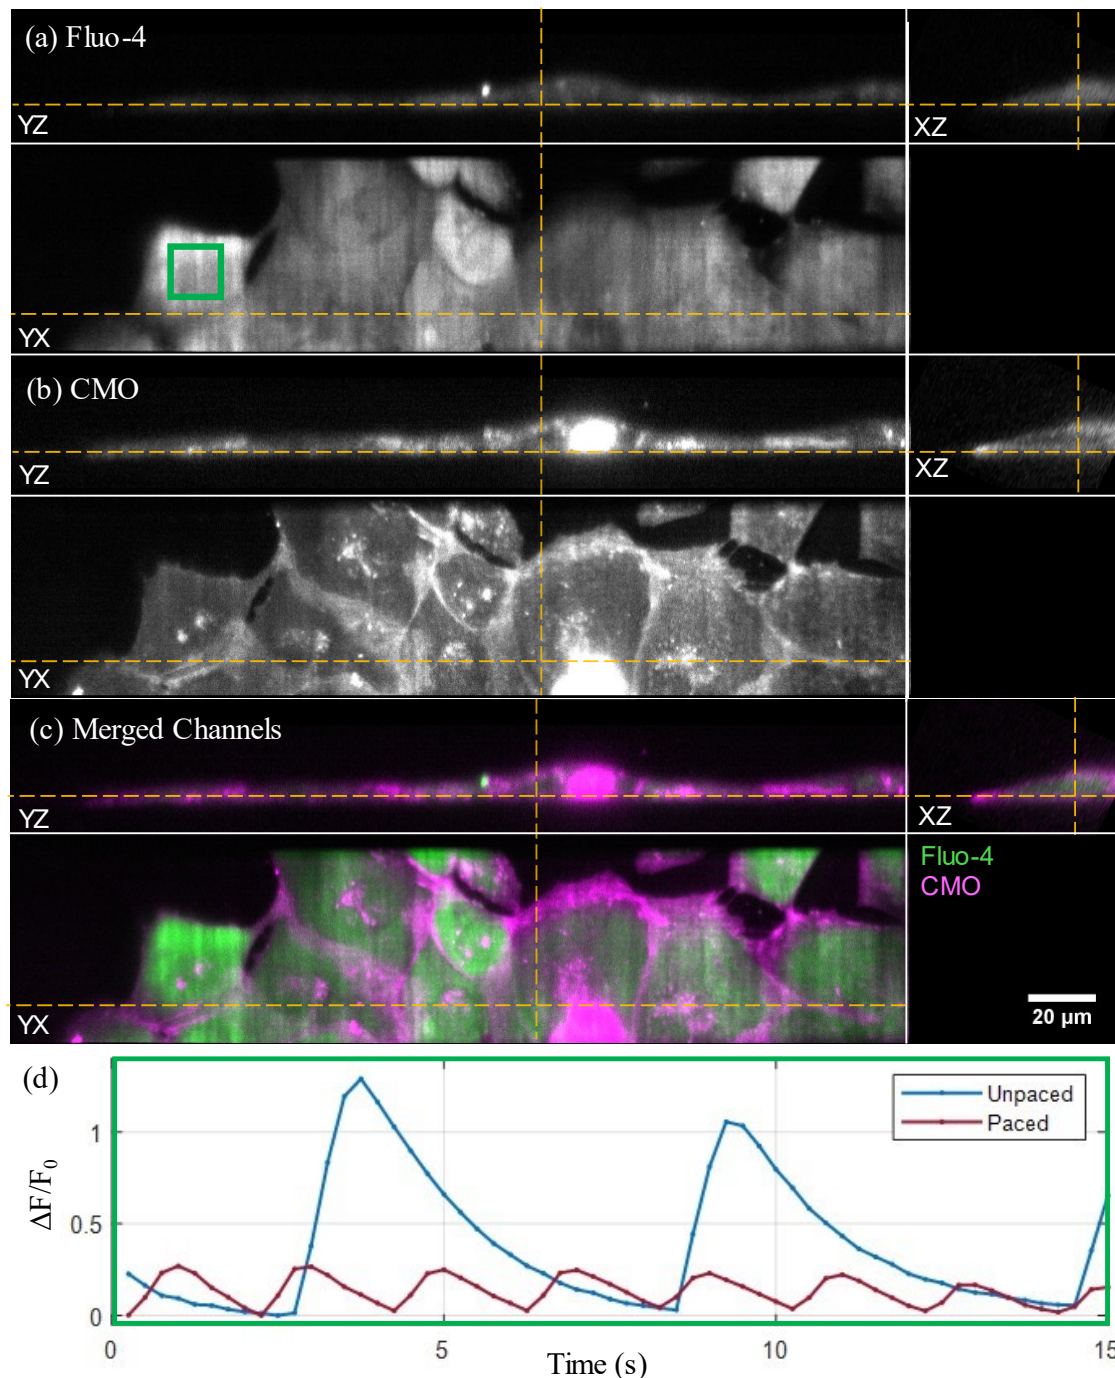 (a) Fluo-4
YZ
XZ
YX
(b) CMO
YZ
XZ
YX
(c) Merged Channels
YZ
XZ
Fluo-4
CMO
YX
20 µm
(d)
Unpaced
Paced
1
0.5
0
ΔF/F0
0
5
10
15
Time (s)